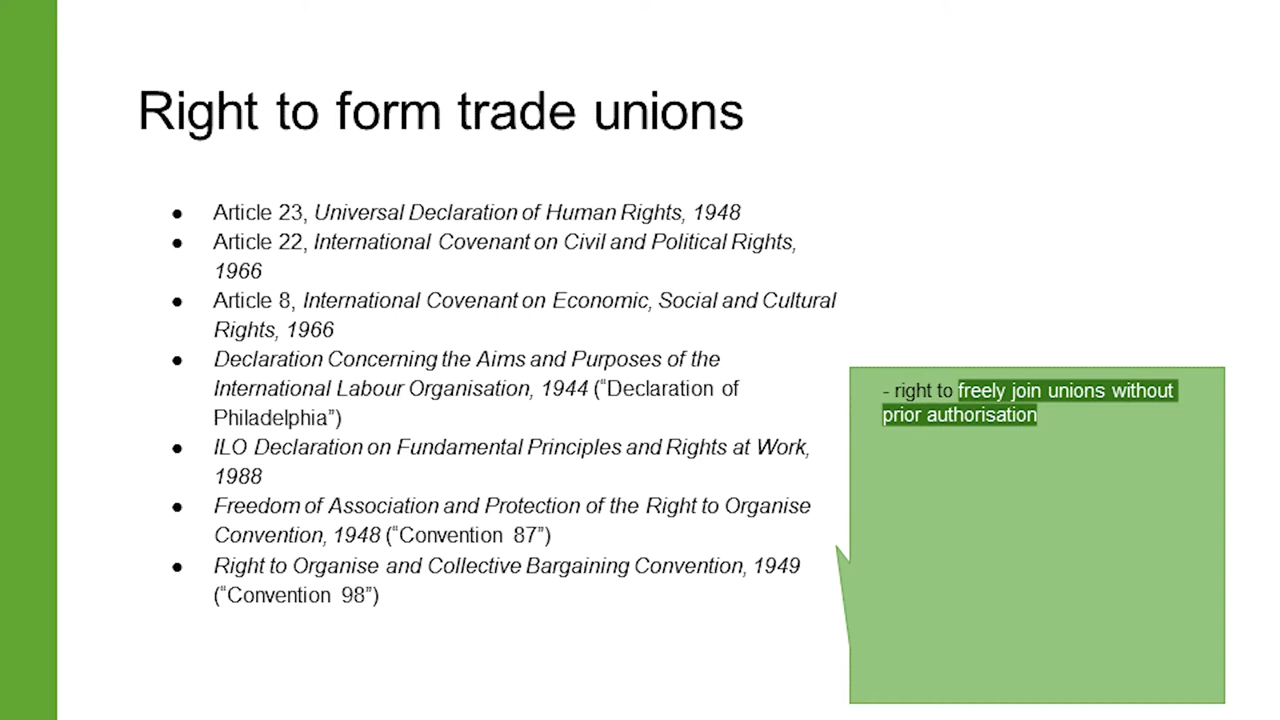 Right to form trade unions
● Article 23, Universal Declaration of Human Rights, 1948
● Article 22, International Covenant on Civil and Political Rights,
1966
● Article 8, International Covenant on Economic, Social and Cultural
Rights, 1966
● Declaration Concerning the Aims and Purposes of the
International Labour Organisation, 1944 (“Declaration of
Philadelphia”)
● ILO Declaration on Fundamental Principles and Rights at Work,
1988
● Freedom of Association and Protection of the Right to Organise
Convention, 1948 (“Convention 87”)
● Right to Organise and Collective Bargaining Convention, 1949
(“Convention 98”)
- right to freely join unions without
prior authorisation